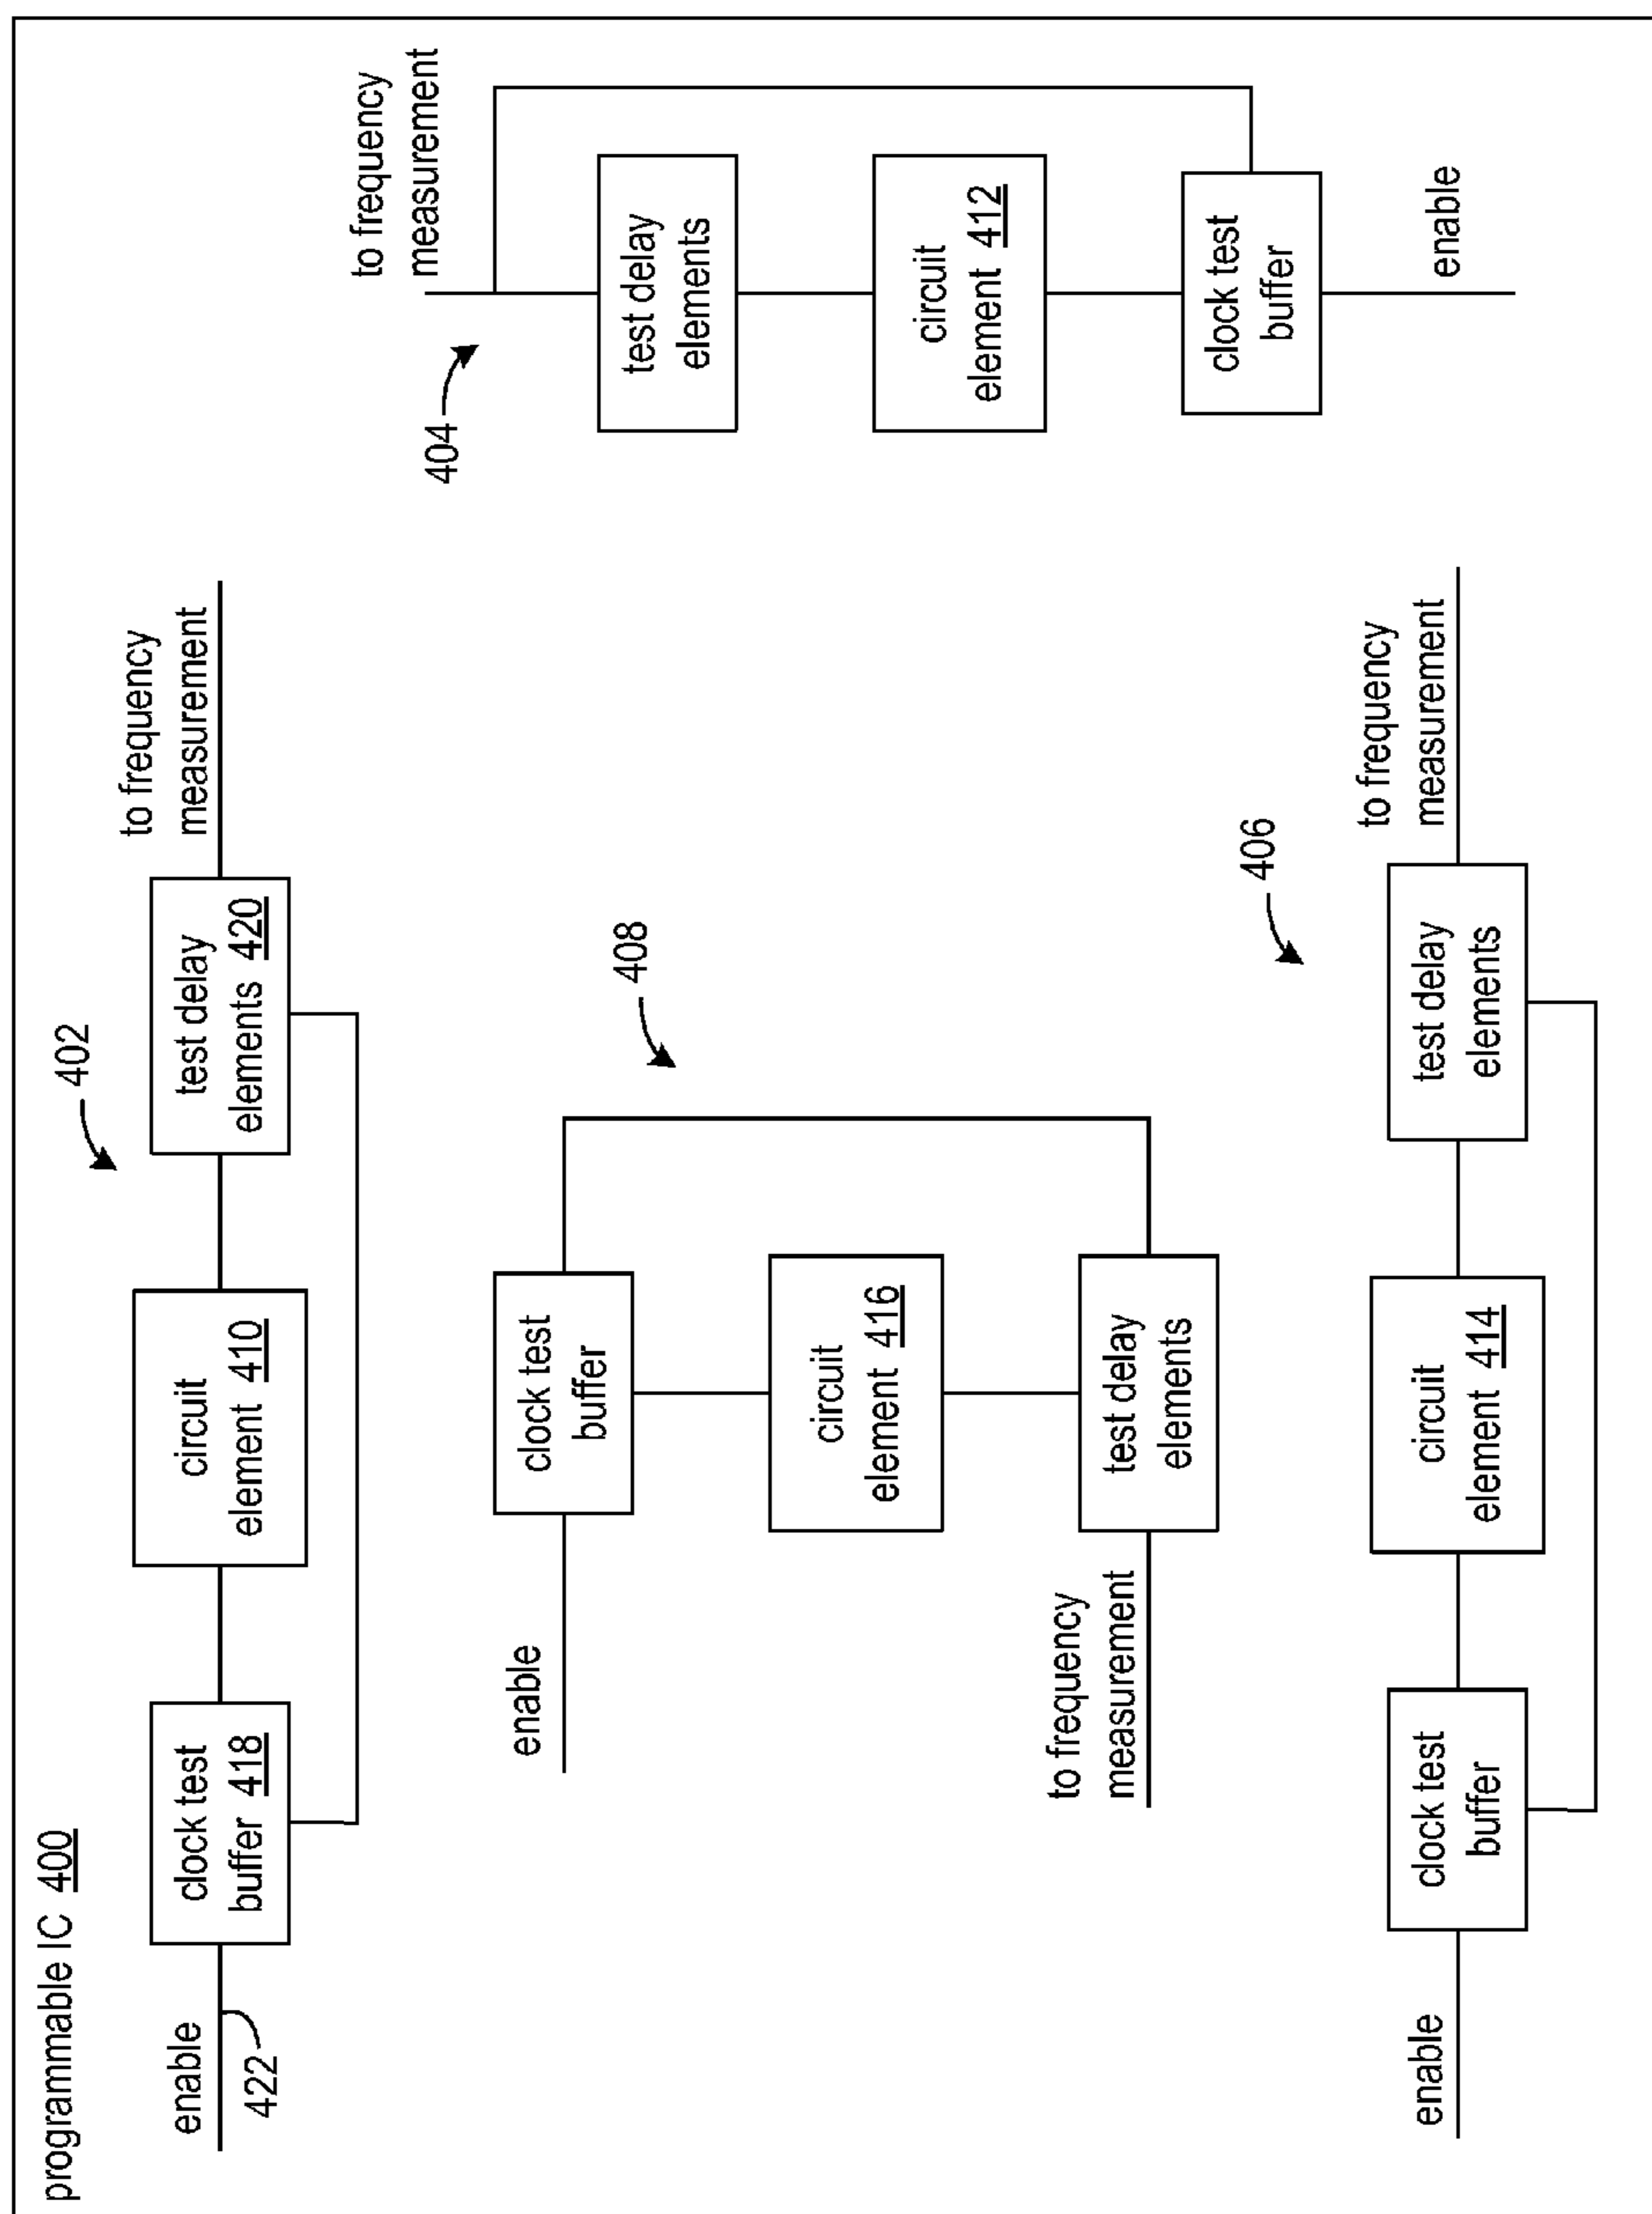 programmable IC 400
402
enable
422
clock test
buffer 418
circuit
element 410
test delay
elements 420
to frequency
measurement
404
to frequency
measurement
test delay
elements
circuit
element 412
clock test
buffer
enable
408
enable
clock test
buffer
circuit
element 416
to frequency
measurement
test delay
elements
406
enable
clock test
buffer
circuit
element 414
test delay
elements
to frequency
measurement